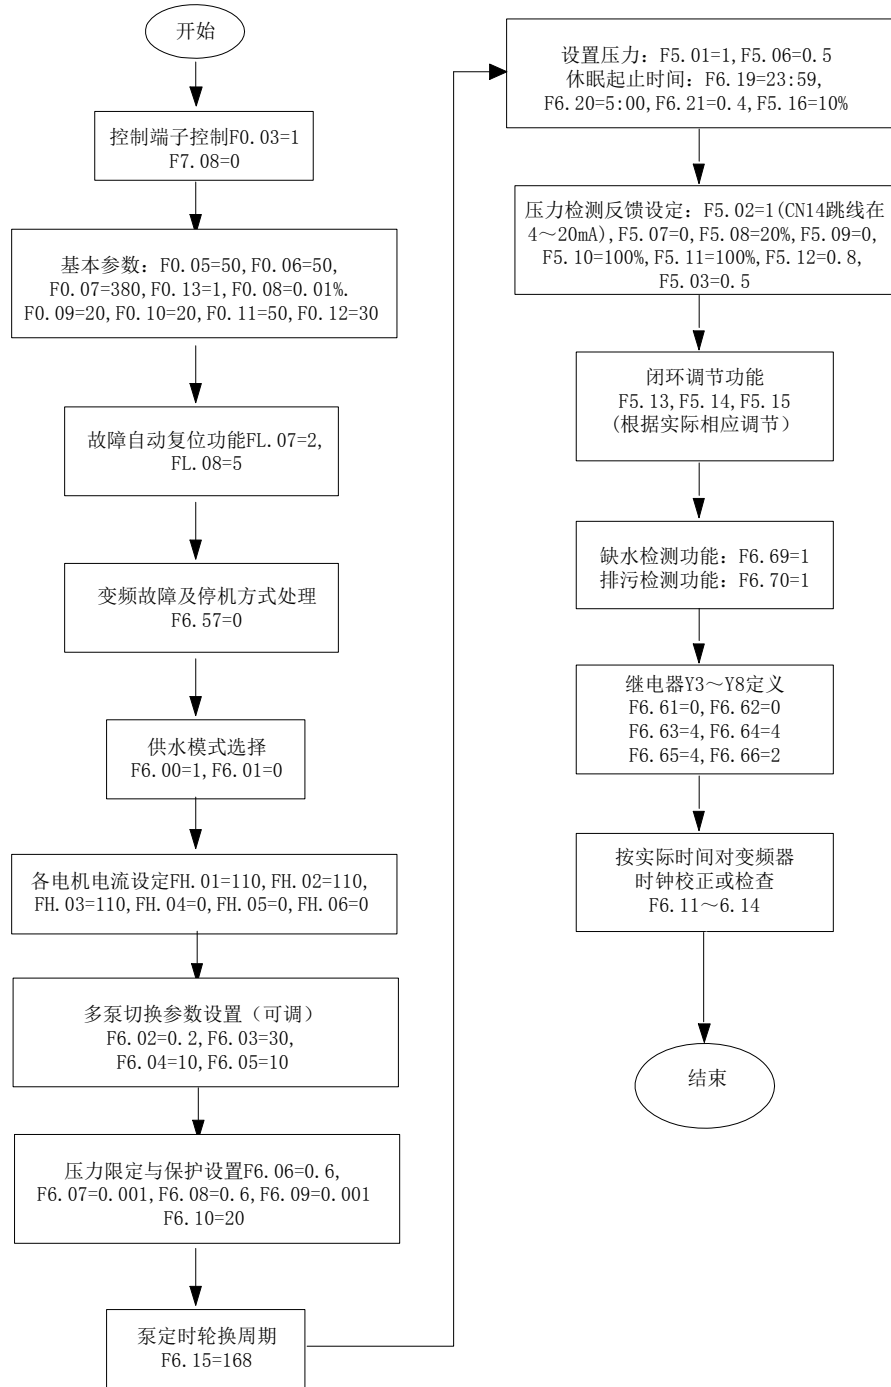 开始
控制端子控制F0.03=1
F7.08=0
基本参数：F0.05=50,F0.06=50,
F0.07=380,F0.13=1,F0.08=0.01%.
F0.09=20,F0.10=20,F0.11=50,F0.12=30
故障自动复位功能FL.07=2,
FL.08=5
变频故障及停机方式处理
F6.57=0
供水模式选择
F6.00=1,F6.01=0
各电机电流设定FH.01=110,FH.02=110,
FH.03=110,FH.04=0,FH.05=0,FH.06=0
多泵切换参数设置（可调）
F6.02=0.2,F6.03=30,
F6.04=10,F6.05=10
压力限定与保护设置F6.06=0.6,
F6.07=0.001,F6.08=0.6,F6.09=0.001
F6.10=20
泵定时轮换周期
F6.15=168
设置压力：F5.01=1,F5.06=0.5
休眠起止时间：F6.19=23:59,
F6.20=5:00,F6.21=0.4,F5.16=10%
压力检测反馈设定：F5.02=1(CN14跳线在
4～20mA),F5.07=0,F5.08=20%,F5.09=0,
F5.10=100%,F5.11=100%,F5.12=0.8,
F5.03=0.5
闭环调节功能
F5.13,F5.14,F5.15
(根据实际相应调节）
缺水检测功能：F6.69=1
排污检测功能：F6.70=1
继电器Y3～Y8定义
F6.61=0,F6.62=0
F6.63=4,F6.64=4
F6.65=4,F6.66=2
按实际时间对变频器
时钟校正或检查
F6.11～6.14
结束